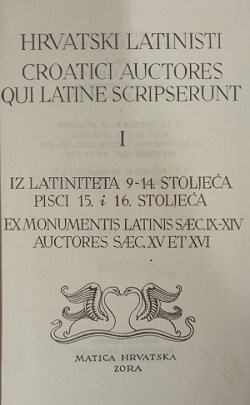 HRVATSKI LATINISTI
CROATICI AUCTORES
QUI LATINE SCRIPSERUNT
I
IZ LATINITETA 9-14 STOLJEĆA
PISCI 15. i 16. STOLJEĆA
EX MONUMENTIS LATINIS SÆC. IX-XIV
AUCTORES SÆC. XV ET XVI
MATICA HRVATSKA
ZORA